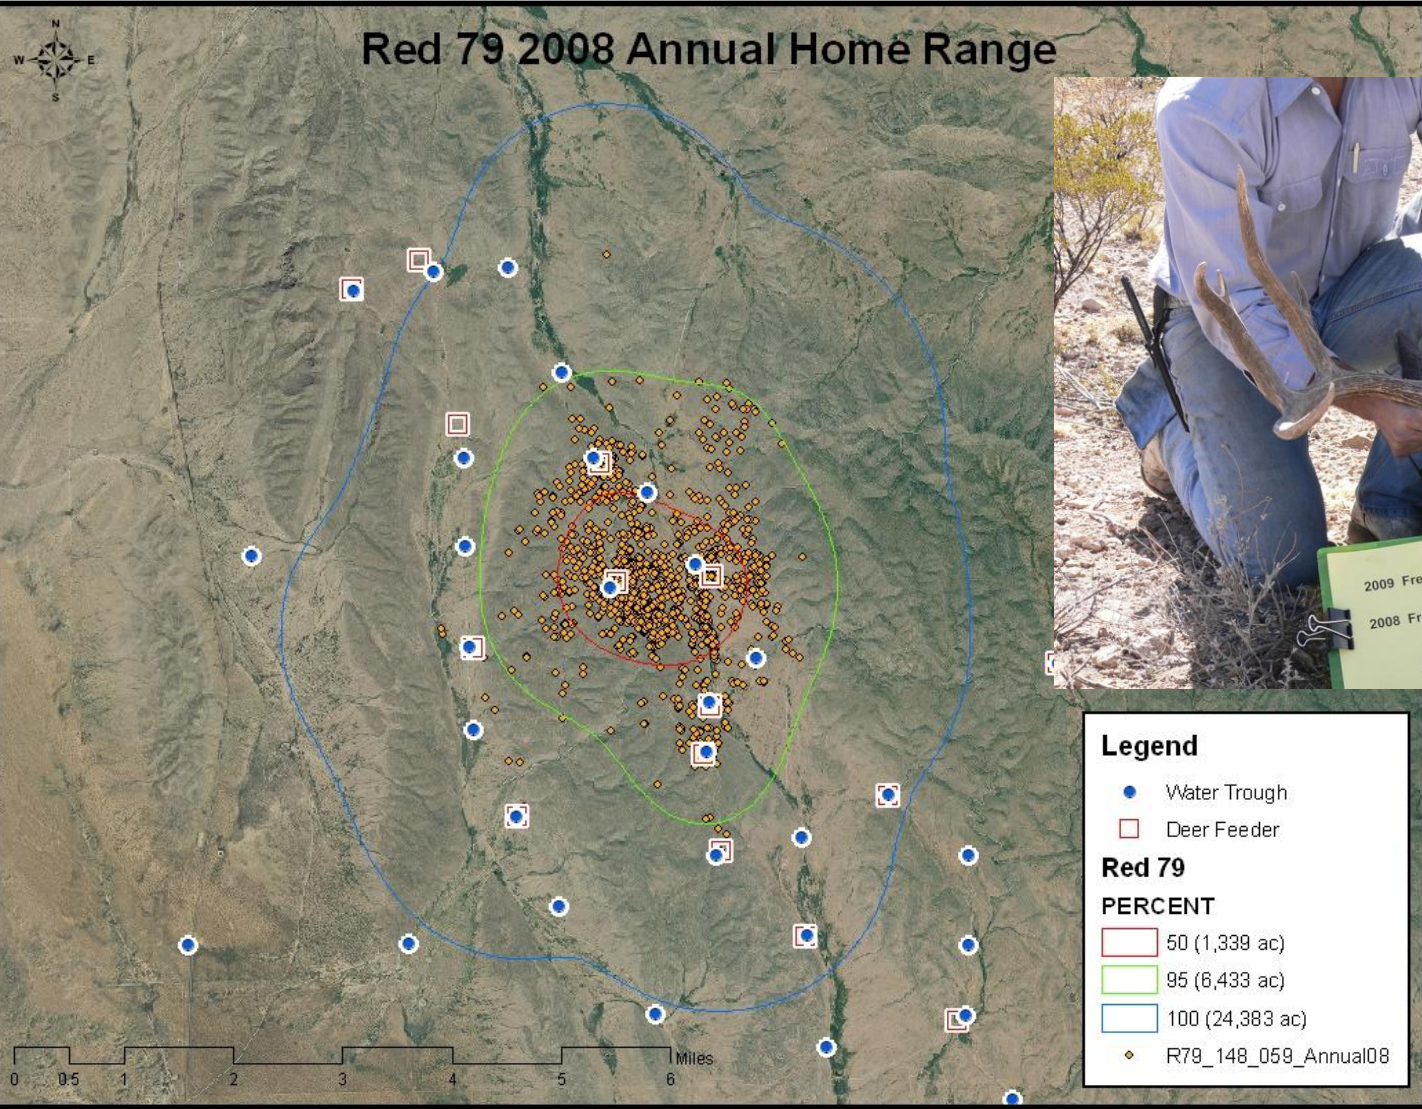 Red 79 2008 Annual Home Range
N
W E
S
2009 Fre
2008 Fr
Legend
Water Trough
Deer Feeder
Red 79
PERCENT
50 (1,339 ac)
95 (6,433 ac)
100 (24,383 ac)
R79_148_059_Annual08
Miles
0 0.5 1 2 3 4 5 6